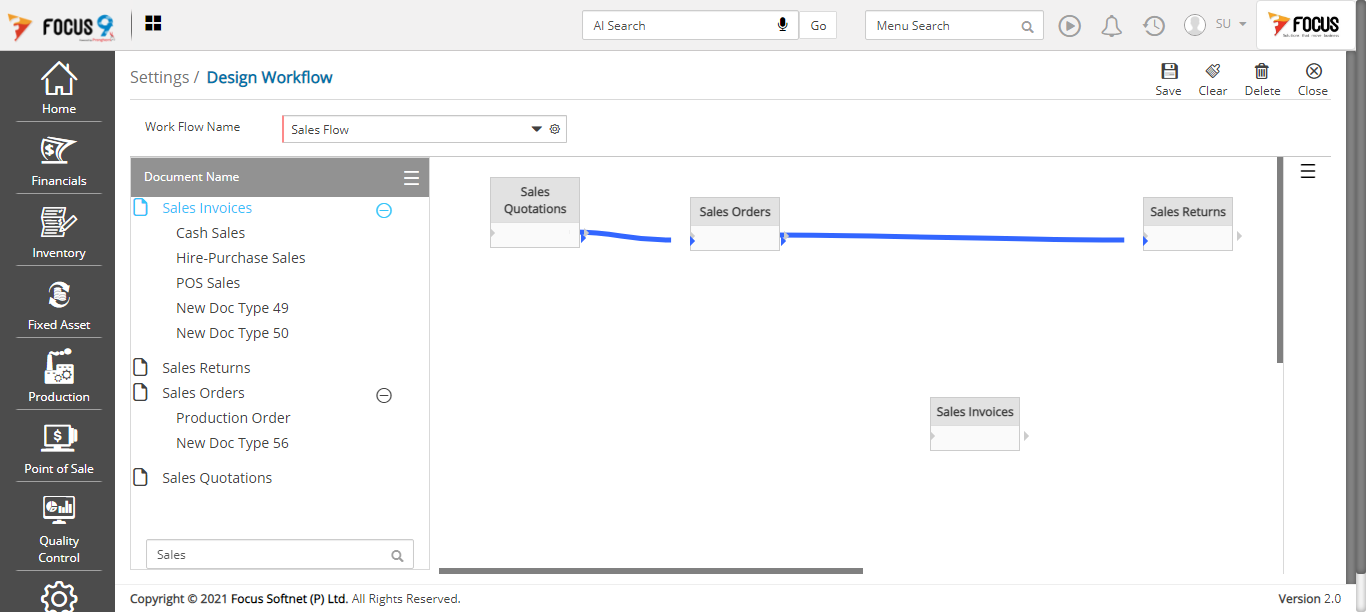 FOCUS 9
AI Search
Go
Menu Search
SU
FOCUS
Home
Financials
Inventory
Fixed Asset
Production
Point of Sale
Quality
Control
Settings / Design Workflow
Save
Clear
Delete
Close
Work Flow Name
Sales Flow
Document Name
Sales Invoices
Cash Sales
Hire-Purchase Sales
POS Sales
New Doc Type 49
New Doc Type 50
Sales Returns
Sales Orders
Production Order
New Doc Type 56
Sales Quotations
Sales
Sales
Quotations
Sales Orders
Sales Returns
Sales Invoices
Copyright © 2021 Focus Softnet (P) Ltd. All Rights Reserved.
Version 2.0